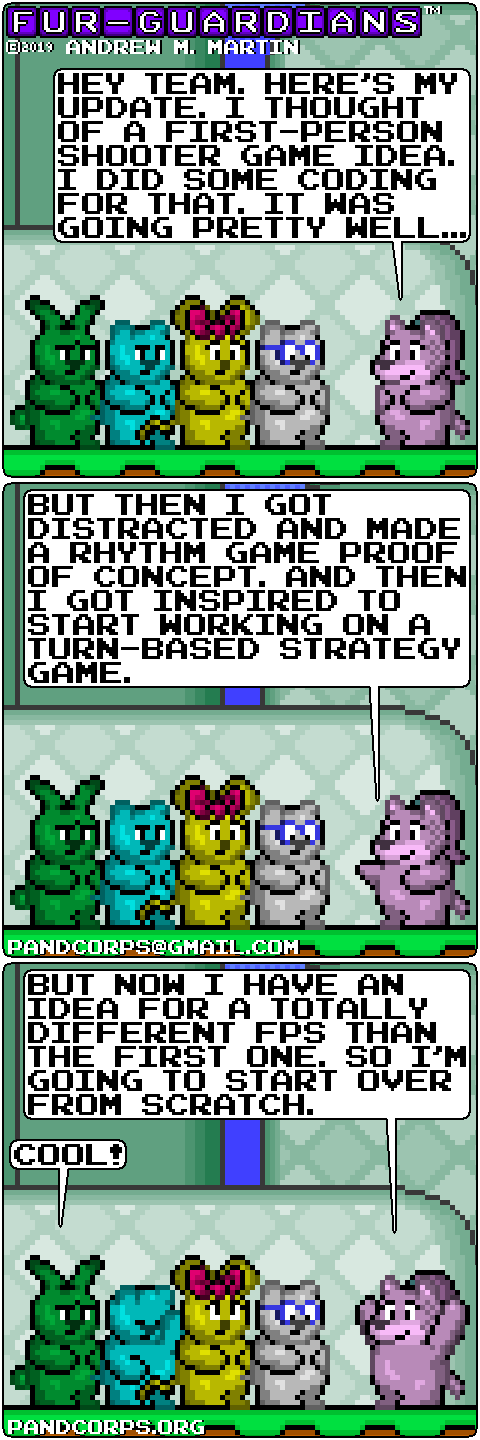 FUR-GUARDIANS™
©2019 ANDREW M. MARTIN
HEY TEAM. HERE'S MY
UPDATE. I THOUGHT
OF A FIRST-PERSON
SHOOTER GAME IDEA.
I DID SOME CODING
FOR THAT. IT WAS
GOING PRETTY WELL...
BUT THEN I GOT
DISTRACTED AND MADE
A RHYTHM GAME PROOF
OF CONCEPT. AND THEN
I GOT INSPIRED TO
START WORKING ON A
TURN-BASED STRATEGY
GAME.
PANDCORPS@GMAIL.COM
BUT NOW I HAVE AN
IDEA FOR A TOTALLY
DIFFERENT FPS THAN
THE FIRST ONE. SO I'M
GOING TO START OVER
FROM SCRATCH.
COOL!
PANDCORPS.ORG